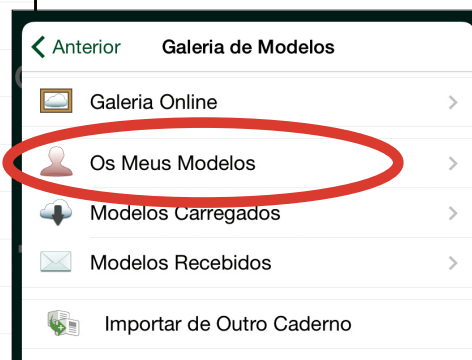 Anterior Galeria de Modelos
Galeria Online
Os Meus Modelos
Modelos Carregados
Modelos Recebidos
Importar de Outro Caderno